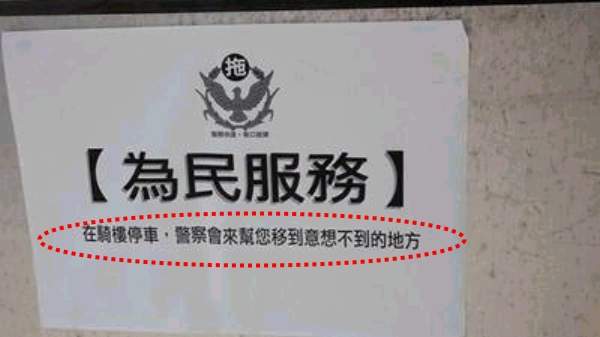 拖
【為民服務】
在騎樓停車，警察會來幫您移到意想不到的地方